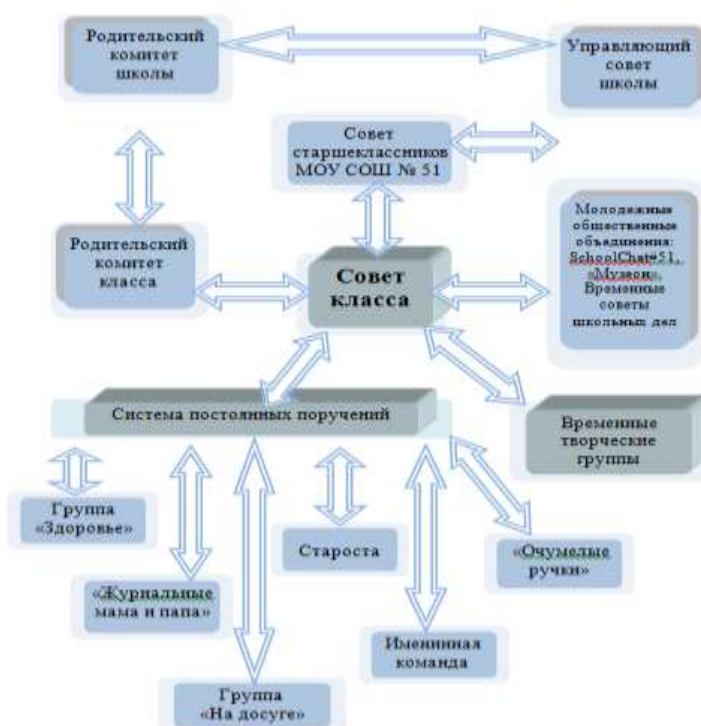 Родительский
комитет
школы
Управляющий
совет
школы
Совет
старшеклассников
МОУ СОШ № 51
Родительский
комитет
класса
Совет
класса
Молодежные
общественные
объединения:
SchoolChat#51,
«Музеон»,
Временные
советы
школьных дел
Система постоянных поручений
Временные
творческие
группы
Группа
«Здоровье»
Староста
«Очумелые
ручки»
«Журнальные
мама и папа»
Именинная
команда
Группа
«На досуге»